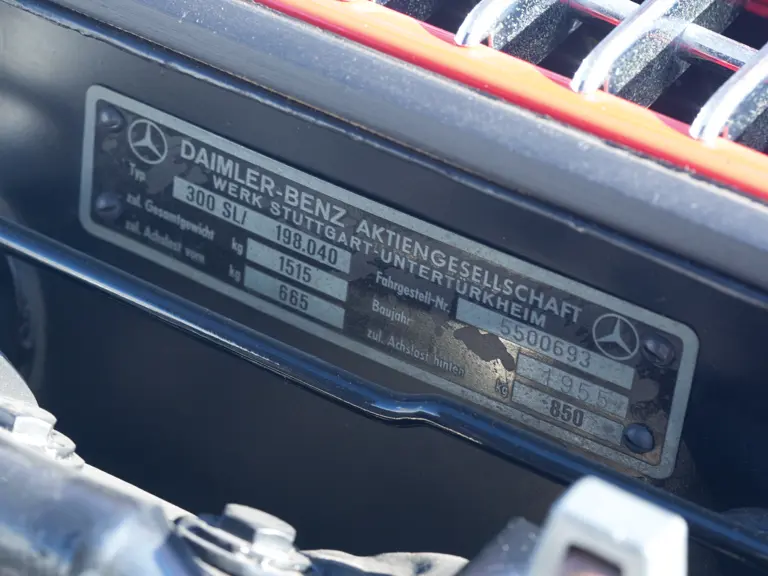 DAIMLER-BENZ AKTIENGESELLSCHAFT
WERK STUTTGART-UNTERTÜRKHEIM
Typ 300 SL/ 198.040 Fahrgestell-Nr. 5500693
zul. Gesamtgewicht kg 1515 Baujahr 1955
zul. Achslast vorn kg 665 zul. Achslast hinten kg 850